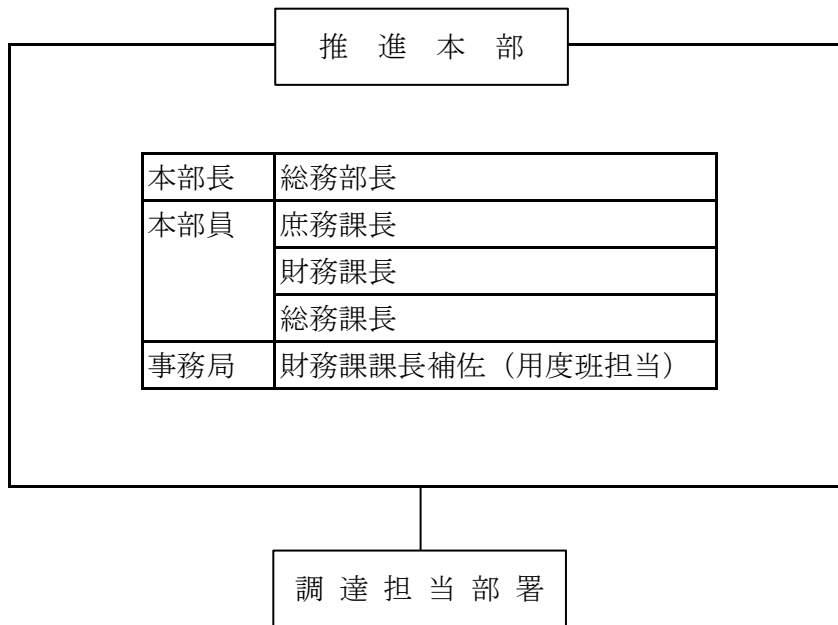 推進本部
本部長 総務部長
本部員 庶務課長
財務課長
総務課長
事務局 財務課課長補佐（用度班担当）
調達担当部署